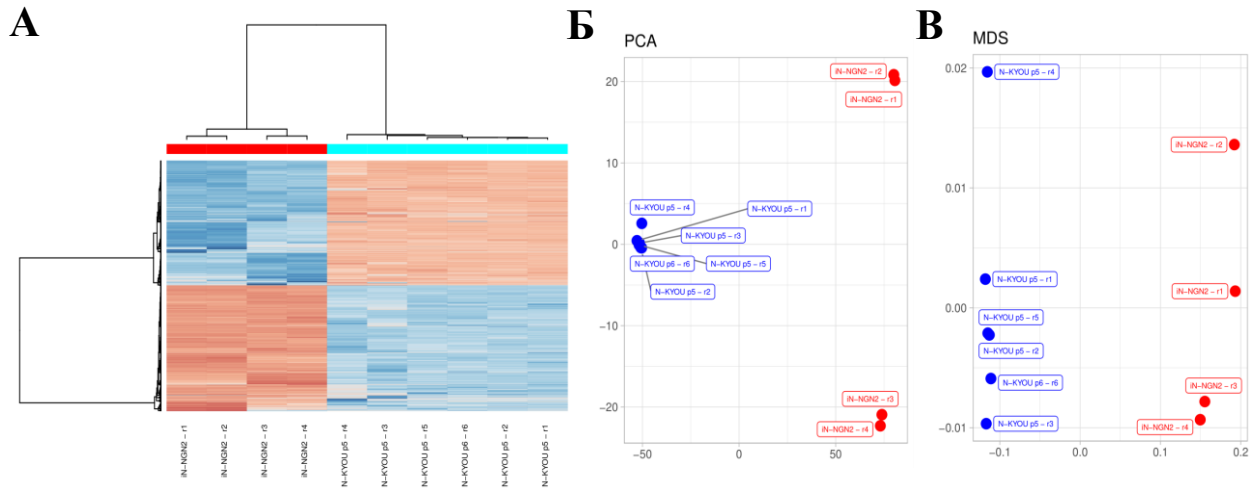 А
iN-NGN2 - r1
iN-NGN2 - r2
iN-NGN2 - r3
iN-NGN2 - r4
N-KYOU p5 - r4
N-KYOU p5 - r3
N-KYOU p5 - r5
N-KYOU p6 - r6
N-KYOU p5 - r2
N-KYOU p5 - r1
Б
PCA
20
10
0
−10
−20
−50
0
50
iN-NGN2 - r2
iN-NGN2 - r1
N-KYOU p5 - r4
N-KYOU p5 - r1
N-KYOU p5 - r3
N-KYOU p6 - r6
N-KYOU p5 - r5
N-KYOU p5 - r2
iN-NGN2 - r3
iN-NGN2 - r4
В
MDS
0.02
0.01
0.00
−0.01
−0.1
0.0
0.1
0.2
N-KYOU p5 - r4
iN-NGN2 - r2
N-KYOU p5 - r1
iN-NGN2 - r1
N-KYOU p5 - r5
N-KYOU p5 - r2
N-KYOU p6 - r6
iN-NGN2 - r3
N-KYOU p5 - r3
iN-NGN2 - r4